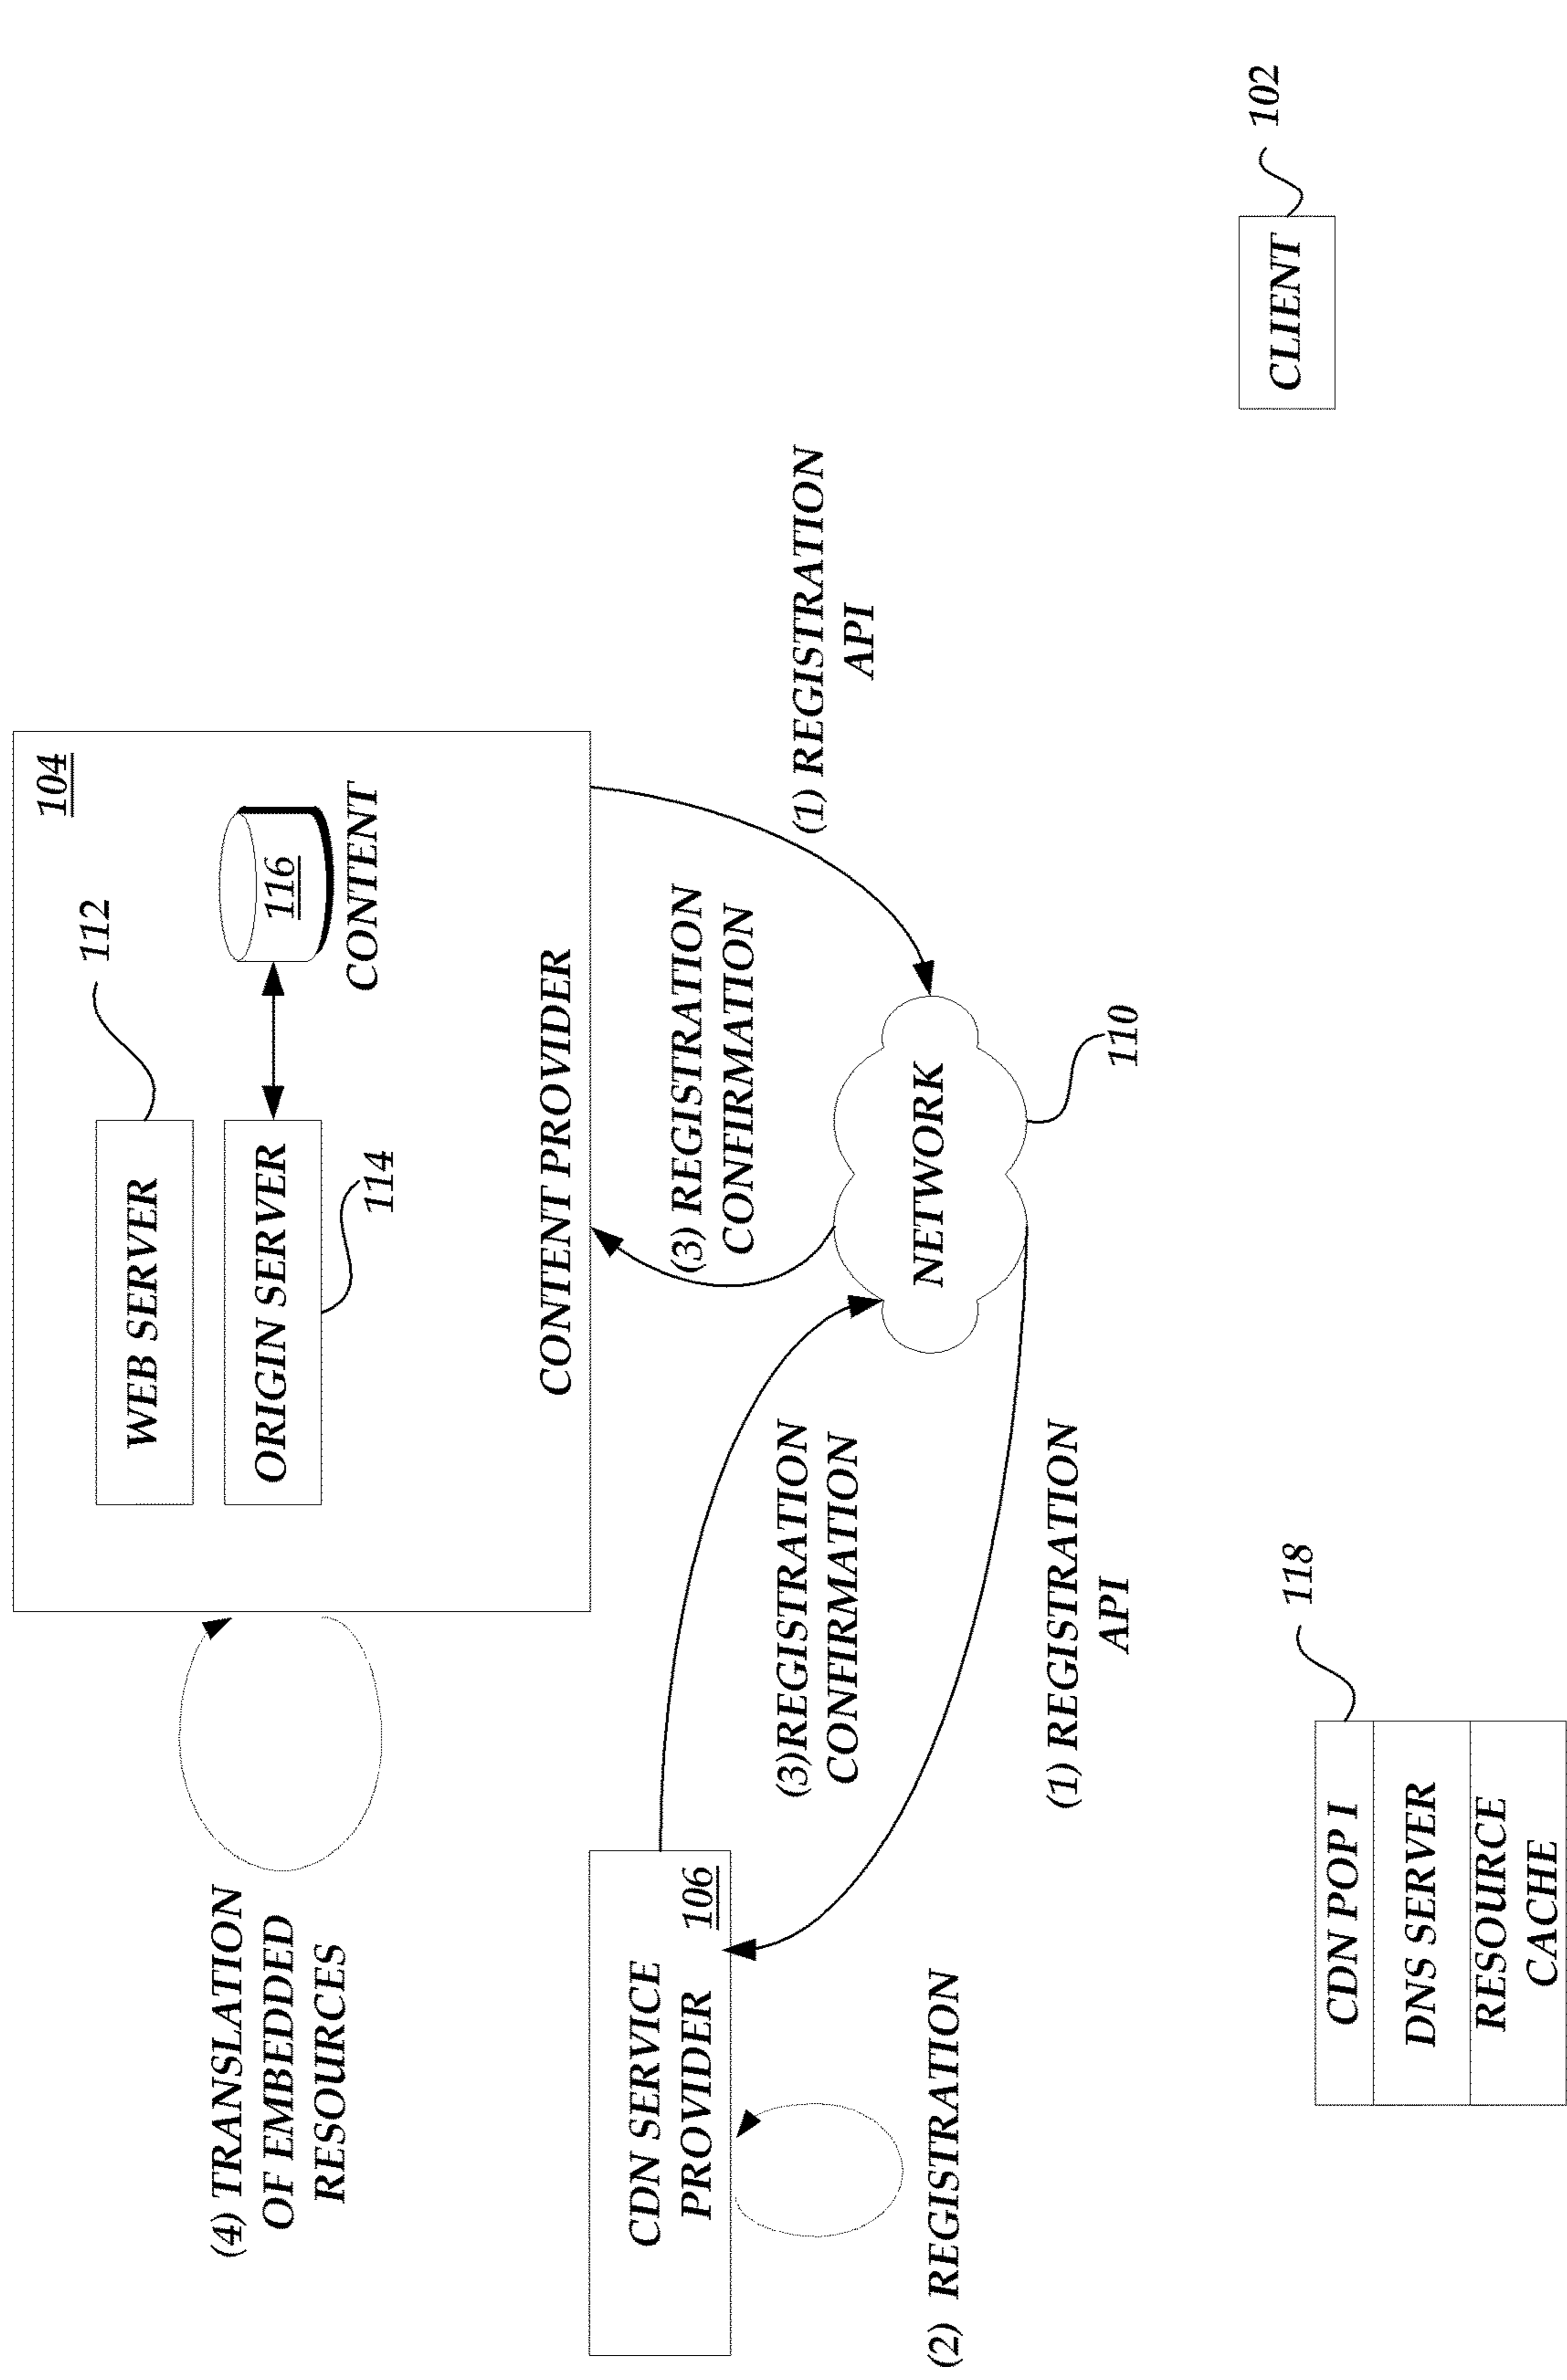 (4) TRANSLATION
OF EMBEDDED
RESOURCES
104
112
WEB SERVER
ORIGIN SERVER
114
116
CONTENT
CONTENT PROVIDER
CDN SERVICE
PROVIDER
106
(2) REGISTRATION
(3)REGISTRATION
CONFIRMATION
(3) REGISTRATION
CONFIRMATION
(1) REGISTRATION
API
NETWORK
110
(1) REGISTRATION
API
118
CDN POP I
DNS SERVER
RESOURCE
CACHE
CLIENT
102